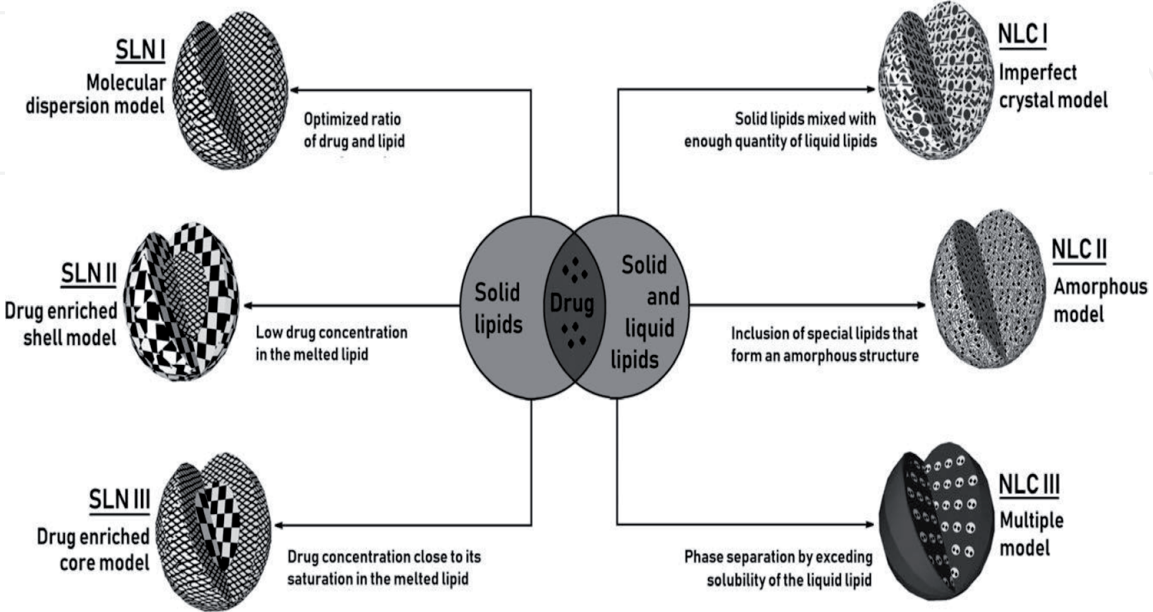 SLN I
Molecular
dispersion model
Optimized ratio
of drug and lipid
NLC I
Imperfect
crystal model
Solid lipids mixed with
enough quantity of liquid lipids
SLN II
Drug enriched
shell model
Low drug concentration
in the melted lipid
Solid
lipids
Drug
Solid
and
liquid
lipids
NLC II
Amorphous
model
Inclusion of special lipids that
form an amorphous structure
SLN III
Drug enriched
core model
Drug concentration close to its
saturation in the melted lipid
NLC III
Multiple
model
Phase separation by exceding
solubility of the liquid lipid